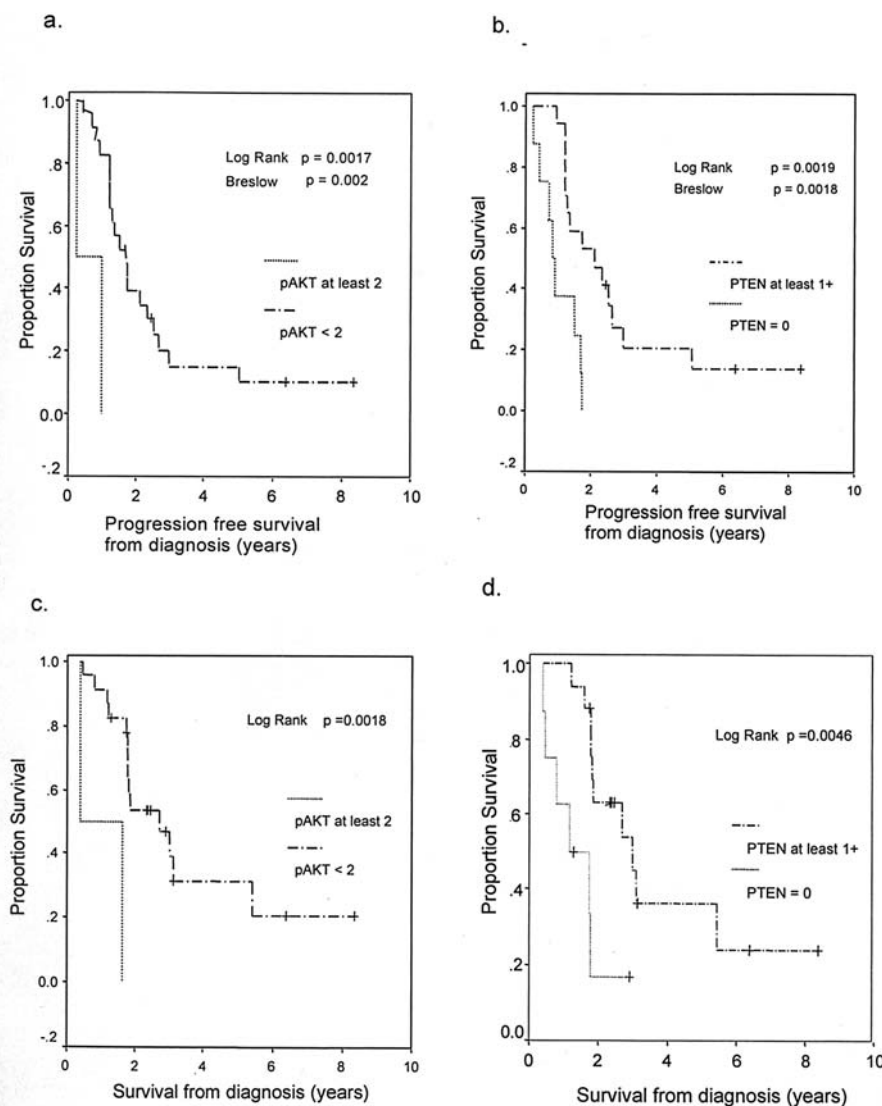 a.
1.0
.8
.6
.4
.2
0.0
-.2
Proportion Survival
Log Rank p = 0.0017
Breslow p = 0.002
pAKT at least 2
pAKT < 2
0 2 4 6 8 10
Progression free survival
from diagnosis (years)
b.
1.0
.8
.6
.4
.2
0.0
-.2
Proportion Survival
Log Rank p = 0.0019
Breslow p = 0.0018
PTEN at least 1+
PTEN = 0
0 2 4 6 8 10
Progression free survival
from diagnosis (years)
c.
1.0
.8
.6
.4
.2
0.0
-.2
Proportion Survival
Log Rank p =0.0018
pAKT at least 2
pAKT < 2
0 2 4 6 8 10
Survival from diagnosis (years)
d.
1.0
.8
.6
.4
.2
0.0
Proportion Survival
Log Rank p =0.0046
PTEN at least 1+
PTEN = 0
0 2 4 6 8 10
Survival from diagnosis (years)